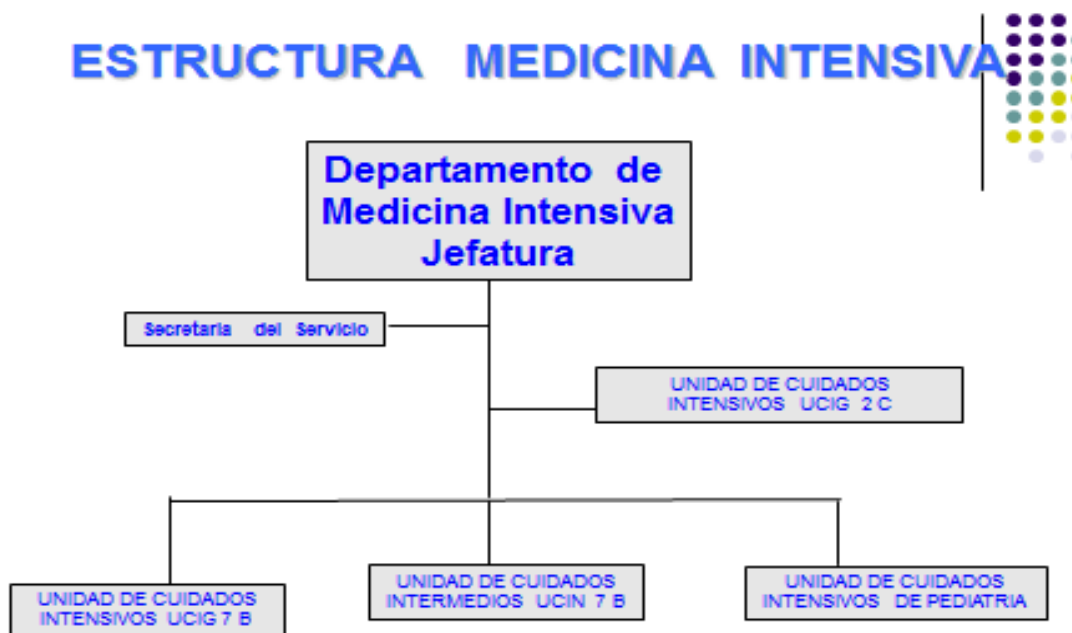 ESTRUCTURA MEDICINA INTENSIVA
Departamento de
Medicina Intensiva
Jefatura
Secretaria del Servicio
UNIDAD DE CUIDADOS
INTENSIVOS UCIG 2 C
UNIDAD DE CUIDADOS
INTENSIVOS UCIG 7 B
UNIDAD DE CUIDADOS
INTERMEDIOS UCIN 7 B
UNIDAD DE CUIDADOS
INTENSIVOS DE PEDIATRIA